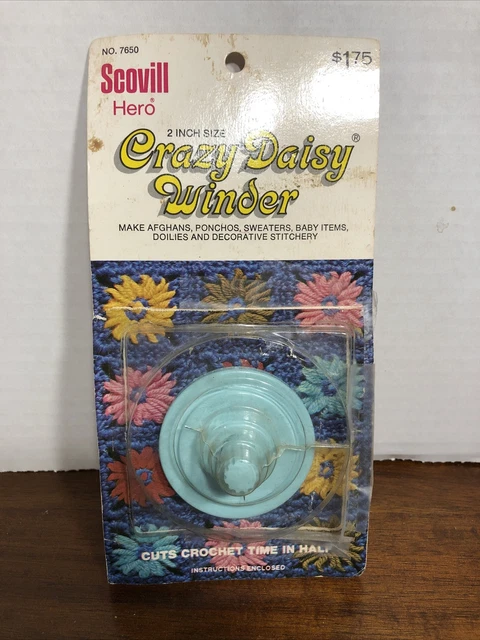 NO. 7650
$1.75
Scovill
Hero®
2 INCH SIZE
Crazy Daisy®
Winder
MAKE AFGHANS, PONCHOS, SWEATERS, BABY ITEMS,
DOILIES AND DECORATIVE STITCHERY
CUTS CROCHET TIME IN HALF
INSTRUCTIONS ENCLOSED